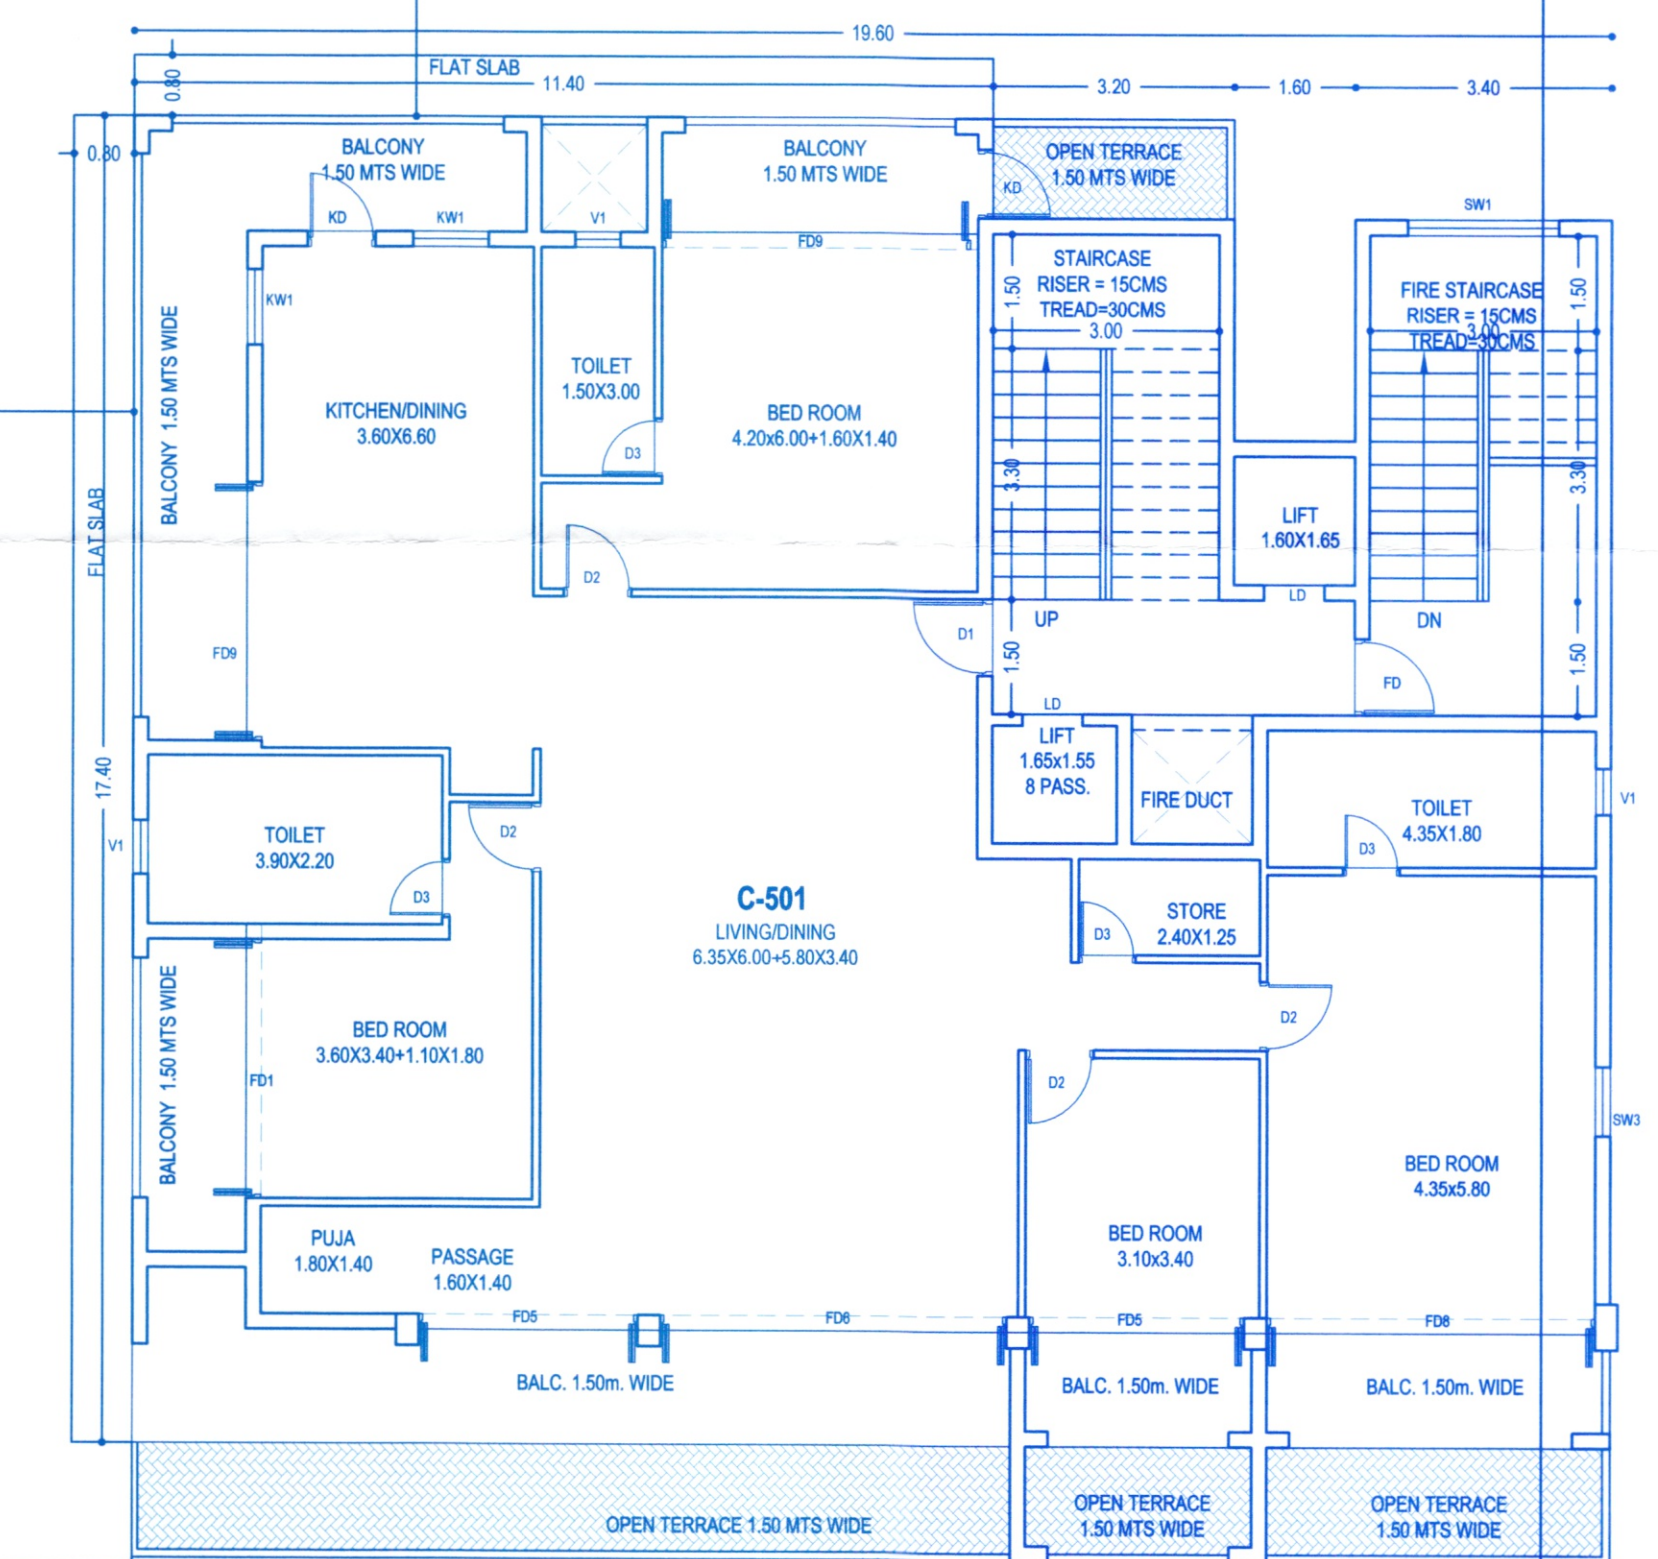 19.60
FLAT SLAB
11.40
3.20
1.60
3.40
0.80
0.80
BALCONY
1.50 MTS WIDE
BALCONY
1.50 MTS WIDE
OPEN TERRACE
1.50 MTS WIDE
KD
KD
KW1
V1
FD9
SW1
STAIRCASE
RISER = 15CMS
TREAD=30CMS
3.00
1.50
FIRE STAIRCASE
RISER = 15CMS
3.00
TREAD=30CMS
1.50
KW1
BALCONY 1.50 MTS WIDE
KITCHEN/DINING
3.60X6.60
TOILET
1.50X3.00
D3
BED ROOM
4.20x6.00+1.60X1.40
3.30
3.30
LIFT
1.60X1.65
LD
FLAT SLAB
D2
D1
UP
DN
1.50
1.50
FD9
FD
LD
LIFT
1.65x1.55
8 PASS.
FIRE DUCT
TOILET
4.35X1.80
V1
D3
17.40
V1
TOILET
3.90X2.20
D2
D3
C-501
LIVING/DINING
6.35X6.00+5.80X3.40
STORE
2.40X1.25
D3
D2
BALCONY 1.50 MTS WIDE
BED ROOM
3.60X3.40+1.10X1.80
FD1
D2
SW3
BED ROOM
4.35x5.80
BED ROOM
3.10x3.40
PUJA
1.80X1.40
PASSAGE
1.60X1.40
FD5
FD6
FD5
FD8
BALC. 1.50m. WIDE
BALC. 1.50m. WIDE
BALC. 1.50m. WIDE
OPEN TERRACE 1.50 MTS WIDE
OPEN TERRACE
1.50 MTS WIDE
OPEN TERRACE
1.50 MTS WIDE